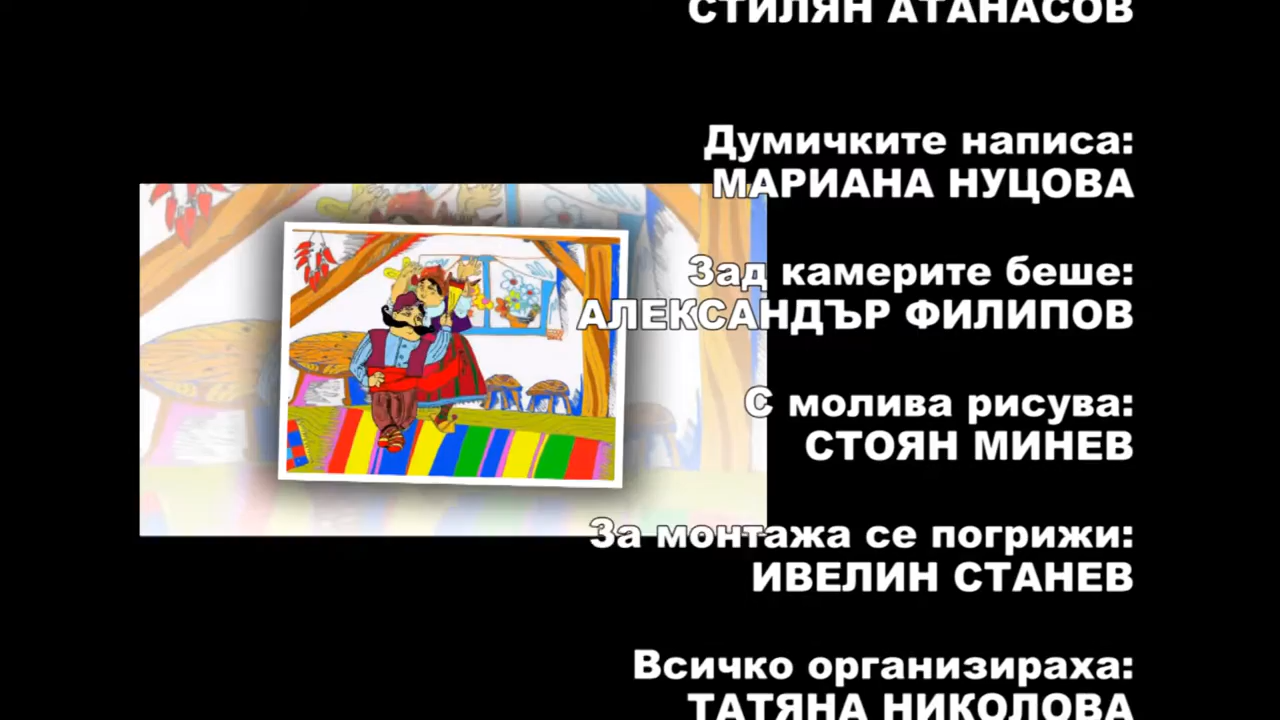 СТИЛЯН АТАНАСОВ
Думичките написа:
МАРИАНА НУЦОВА
Зад камерите беше:
АЛЕКСАНДЪР ФИЛИПОВ
С молива рисува:
СТОЯН МИНЕВ
За монтажа се погрижи:
ИВЕЛИН СТАНЕВ
Всичко организираха:
ТАТЯНА НИКОЛОВА